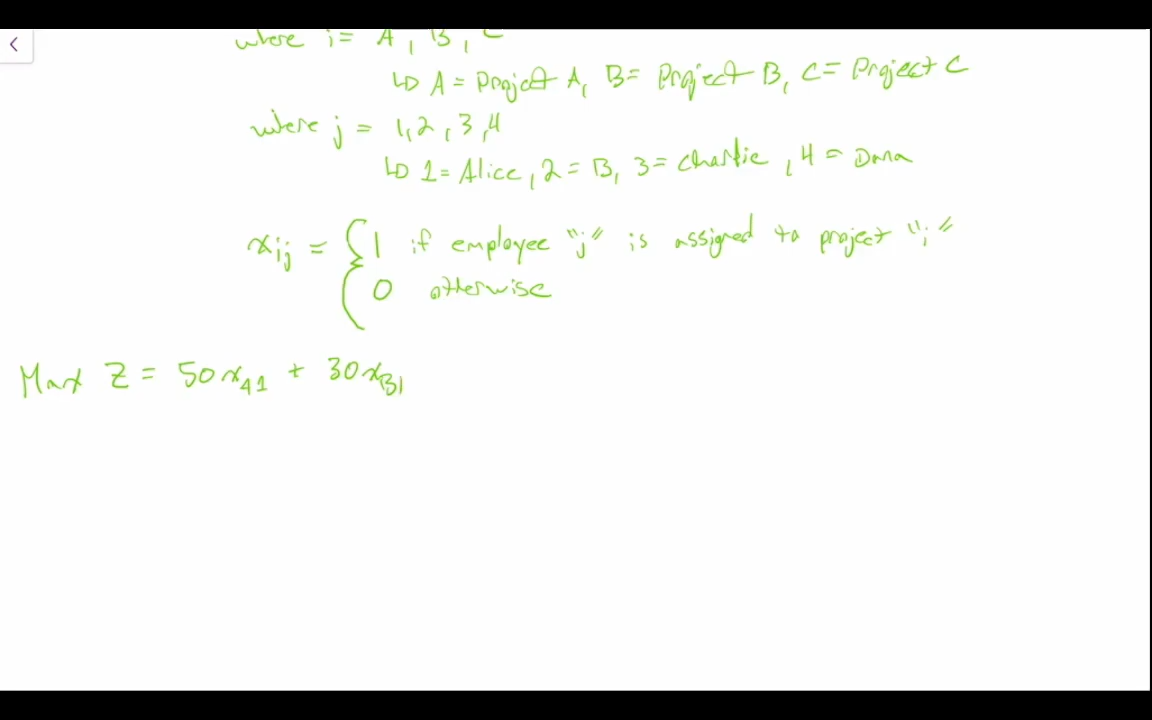 where i = A, B, C
↳ A = Project A, B = Project B, C = Project C
where j = 1,2,3,4
↳ 1 = Alice, 2 = B, 3 = Charlie, 4 = Dana
x_ij = { 1 if employee "j" is assigned to project "i"
0 otherwise
Max Z = 50x_A1 + 30x_B1